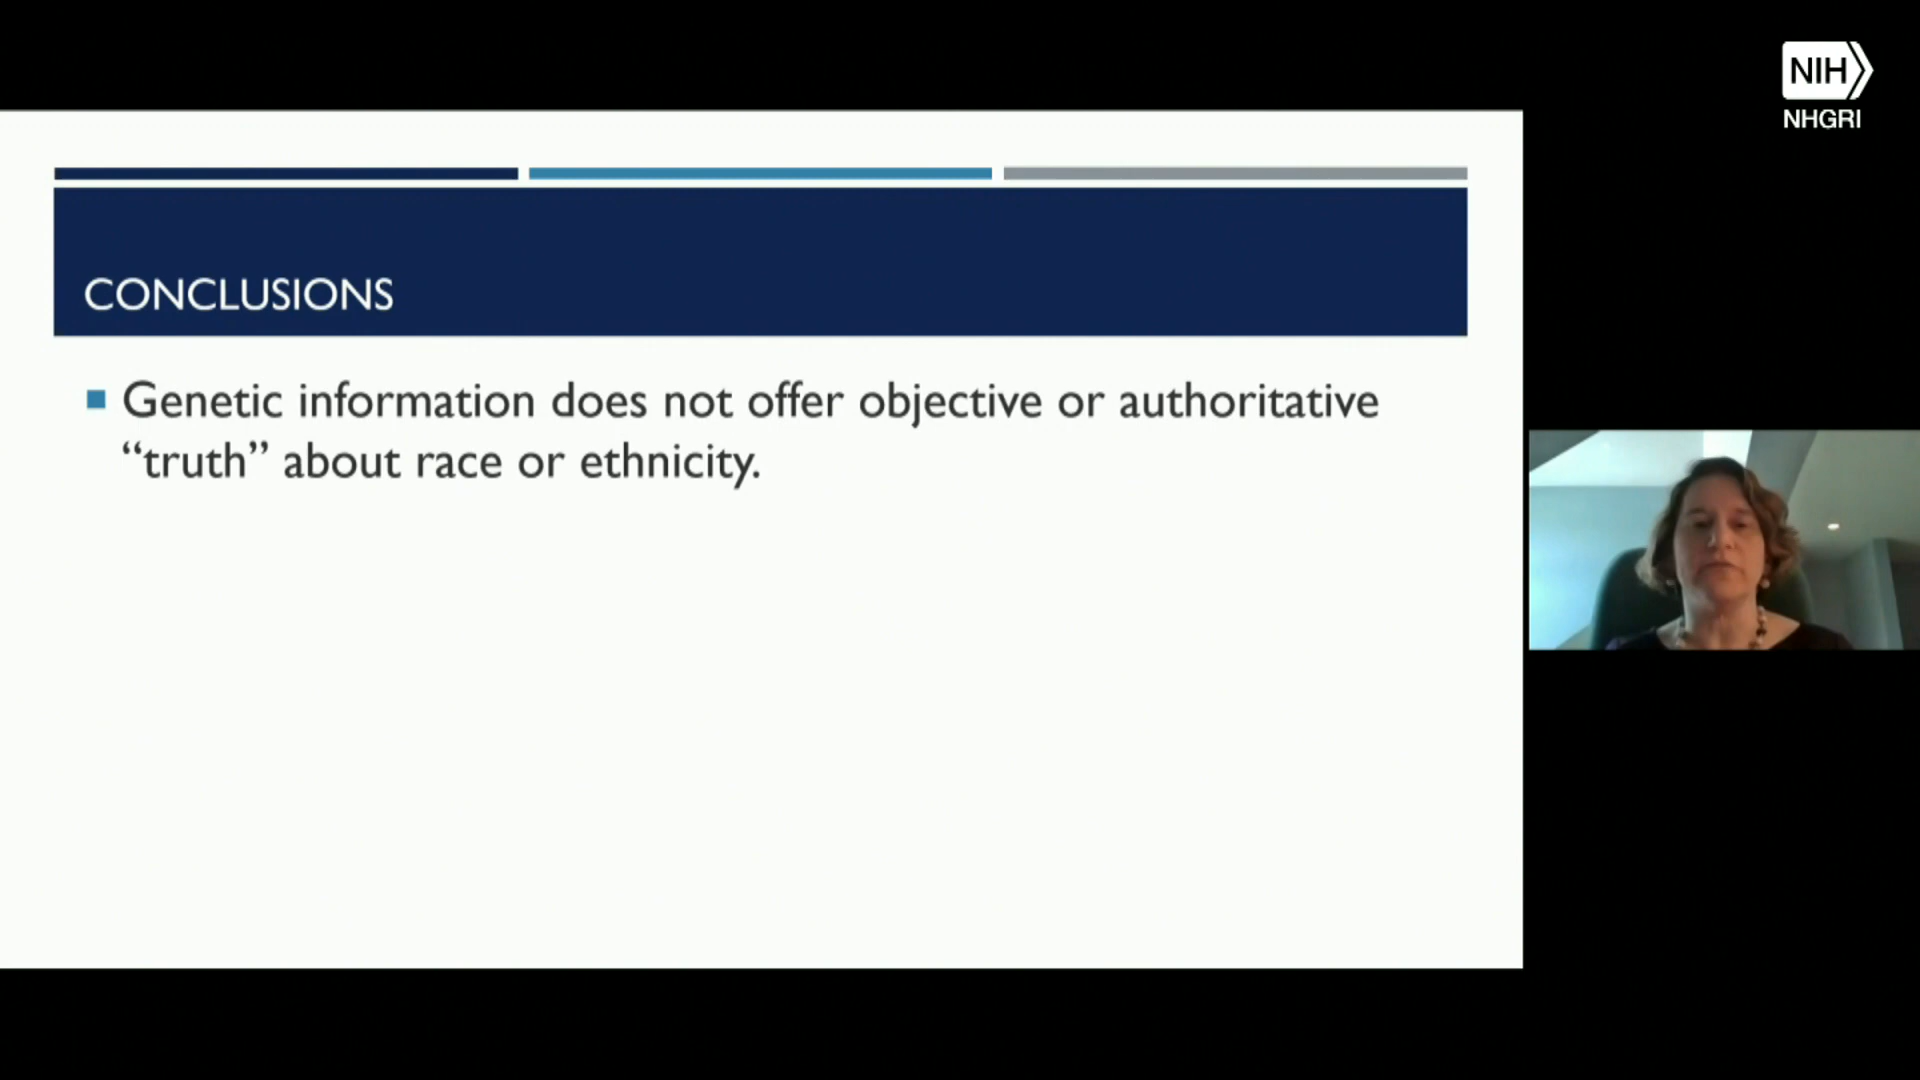 NIH
NHGRI
CONCLUSIONS
Genetic information does not offer objective or authoritative
“truth” about race or ethnicity.